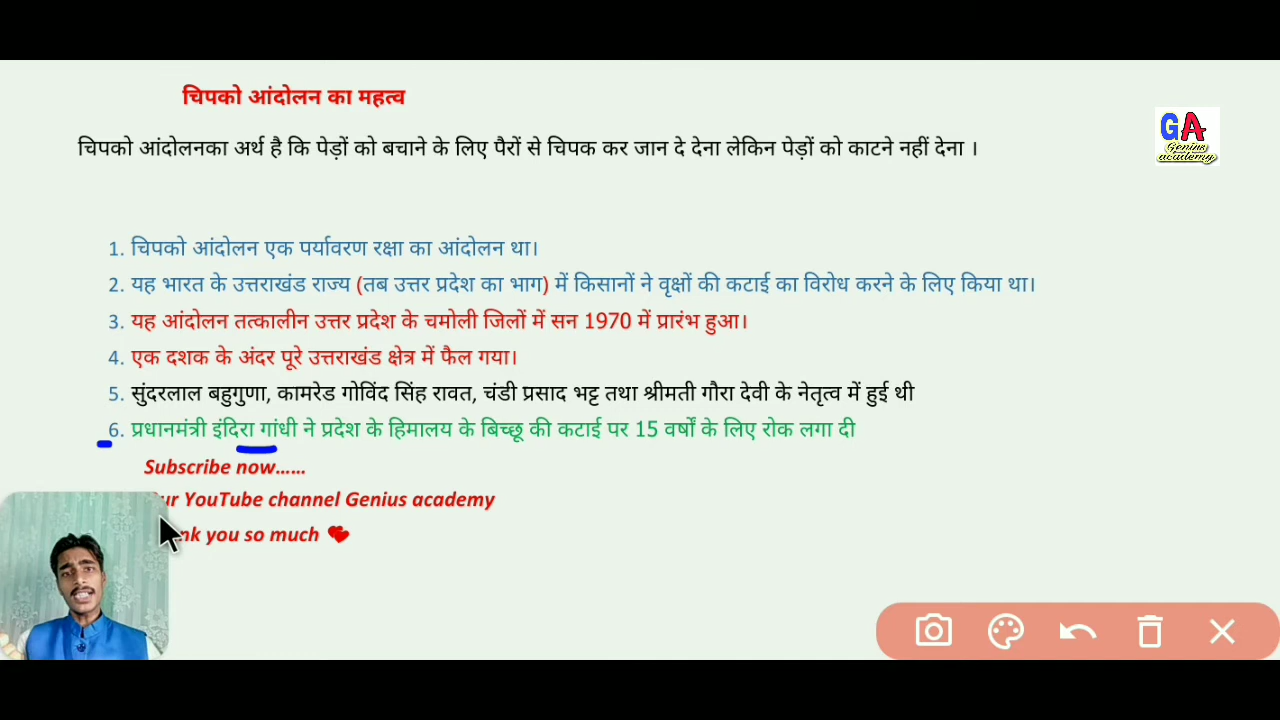 चिपको आंदोलन का महत्व
GA
Genius
academy
चिपको आंदोलनका अर्थ है कि पेड़ों को बचाने के लिए पैरों से चिपक कर जान दे देना लेकिन पेड़ों को काटने नहीं देना ।
1. चिपको आंदोलन एक पर्यावरण रक्षा का आंदोलन था।
2. यह भारत के उत्तराखंड राज्य (तब उत्तर प्रदेश का भाग) में किसानों ने वृक्षों की कटाई का विरोध करने के लिए किया था।
3. यह आंदोलन तत्कालीन उत्तर प्रदेश के चमोली जिलों में सन 1970 में प्रारंभ हुआ।
4. एक दशक के अंदर पूरे उत्तराखंड क्षेत्र में फैल गया।
5. सुंदरलाल बहुगुणा, कामरेड गोविंद सिंह रावत, चंडी प्रसाद भट्ट तथा श्रीमती गौरा देवी के नेतृत्व में हुई थी
6. प्रधानमंत्री इंदिरा गांधी ने प्रदेश के हिमालय के बिच्छू की कटाई पर 15 वर्षों के लिए रोक लगा दी
Subscribe now......
YouTube channel Genius academy
you so much